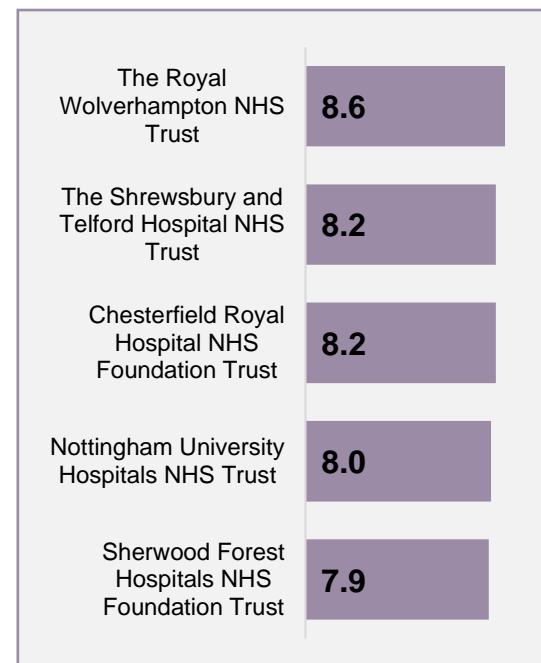 The Royal
Wolverhampton NHS
Trust
8.6
The Shrewsbury and
Telford Hospital NHS
Trust
8.2
Chesterfield Royal
Hospital NHS
Foundation Trust
8.2
Nottingham University
Hospitals NHS Trust
8.0
Sherwood Forest
Hospitals NHS
Foundation Trust
7.9